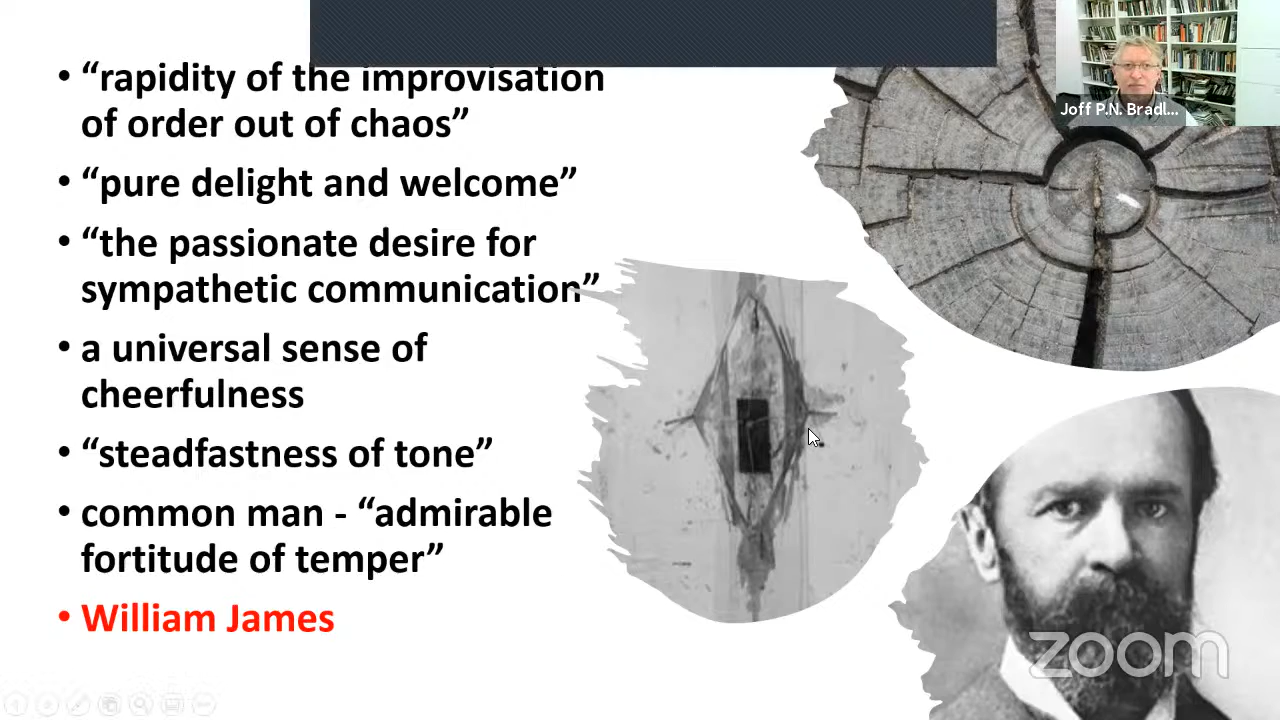 • “rapidity of the improvisation
of order out of chaos”
• “pure delight and welcome”
• “the passionate desire for
sympathetic communication”
• a universal sense of
cheerfulness
• “steadfastness of tone”
• common man - “admirable
fortitude of temper”
• William James
Joff P.N. Bradl...
zoom